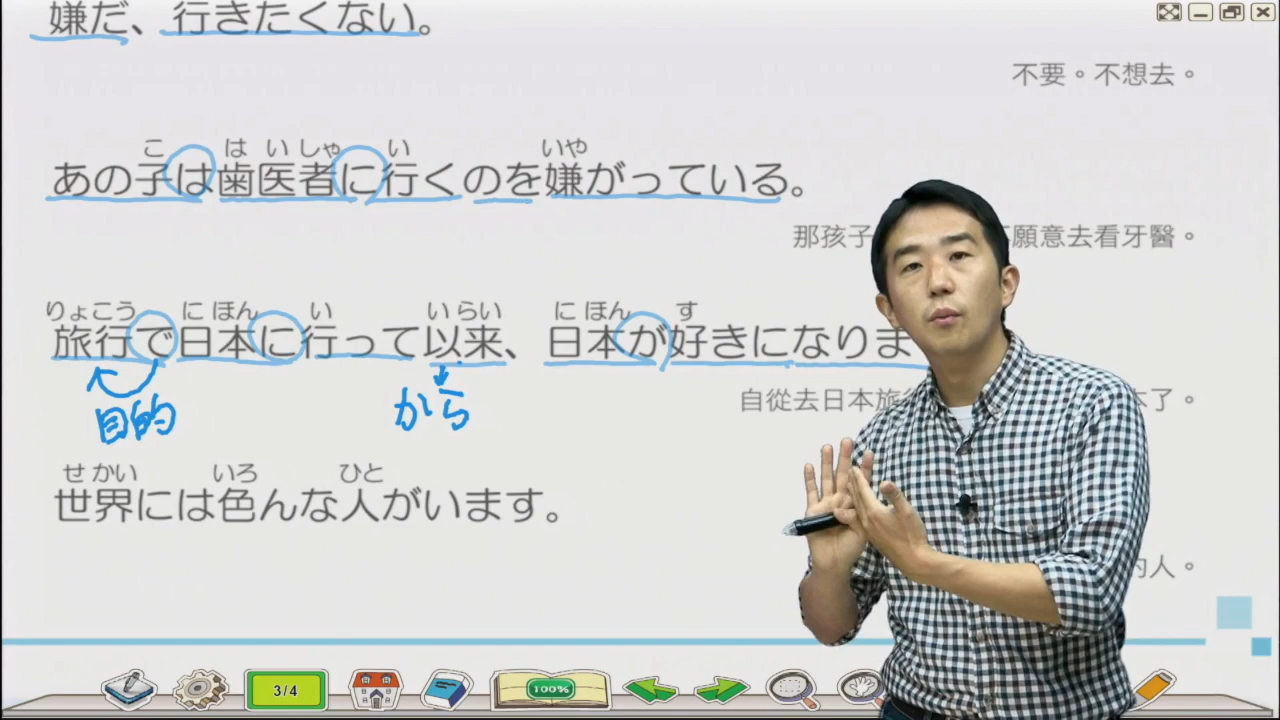 嫌だ、行きたくない。
不要。不想去。
こ は いしゃ い いや
あの子は歯医者に行くのを嫌がっている。
那孩子 願意去看牙醫。
りょこう に ほん い い らい に ほん す
旅行で日本に行って以来、日本が好きになりま
自從去日本旅 本了。
目的 から
せ かい いろ ひと
世界には色んな人がいます。
的人。
3/4 100%